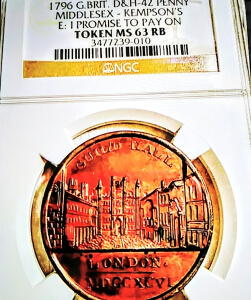 1796 G.BRIT. D&H-42 PENNY
MIDDLESEX - KEMPSON'S
E: I PROMISE TO PAY ON
TOKEN MS 63 RB
3477239-010
NGC
GUILD HALL
LONDON
MDCCXCVI